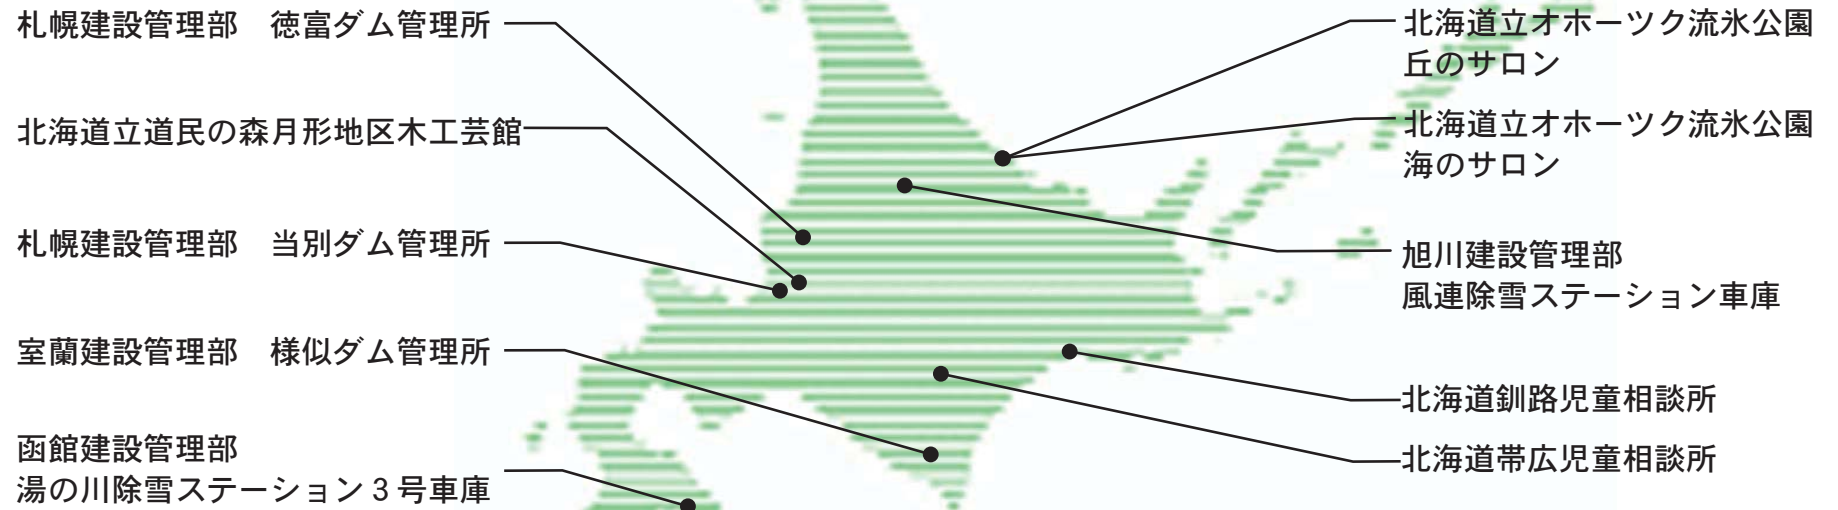 札幌建設管理部　徳富ダム管理所
北海道立道民の森月形地区木工芸館
札幌建設管理部　当別ダム管理所
室蘭建設管理部　様似ダム管理所
函館建設管理部
湯の川除雪ステーション３号車庫
北海道立オホーツク流氷公園
丘のサロン
北海道立オホーツク流氷公園
海のサロン
旭川建設管理部
風連除雪ステーション車庫
北海道釧路児童相談所
北海道帯広児童相談所